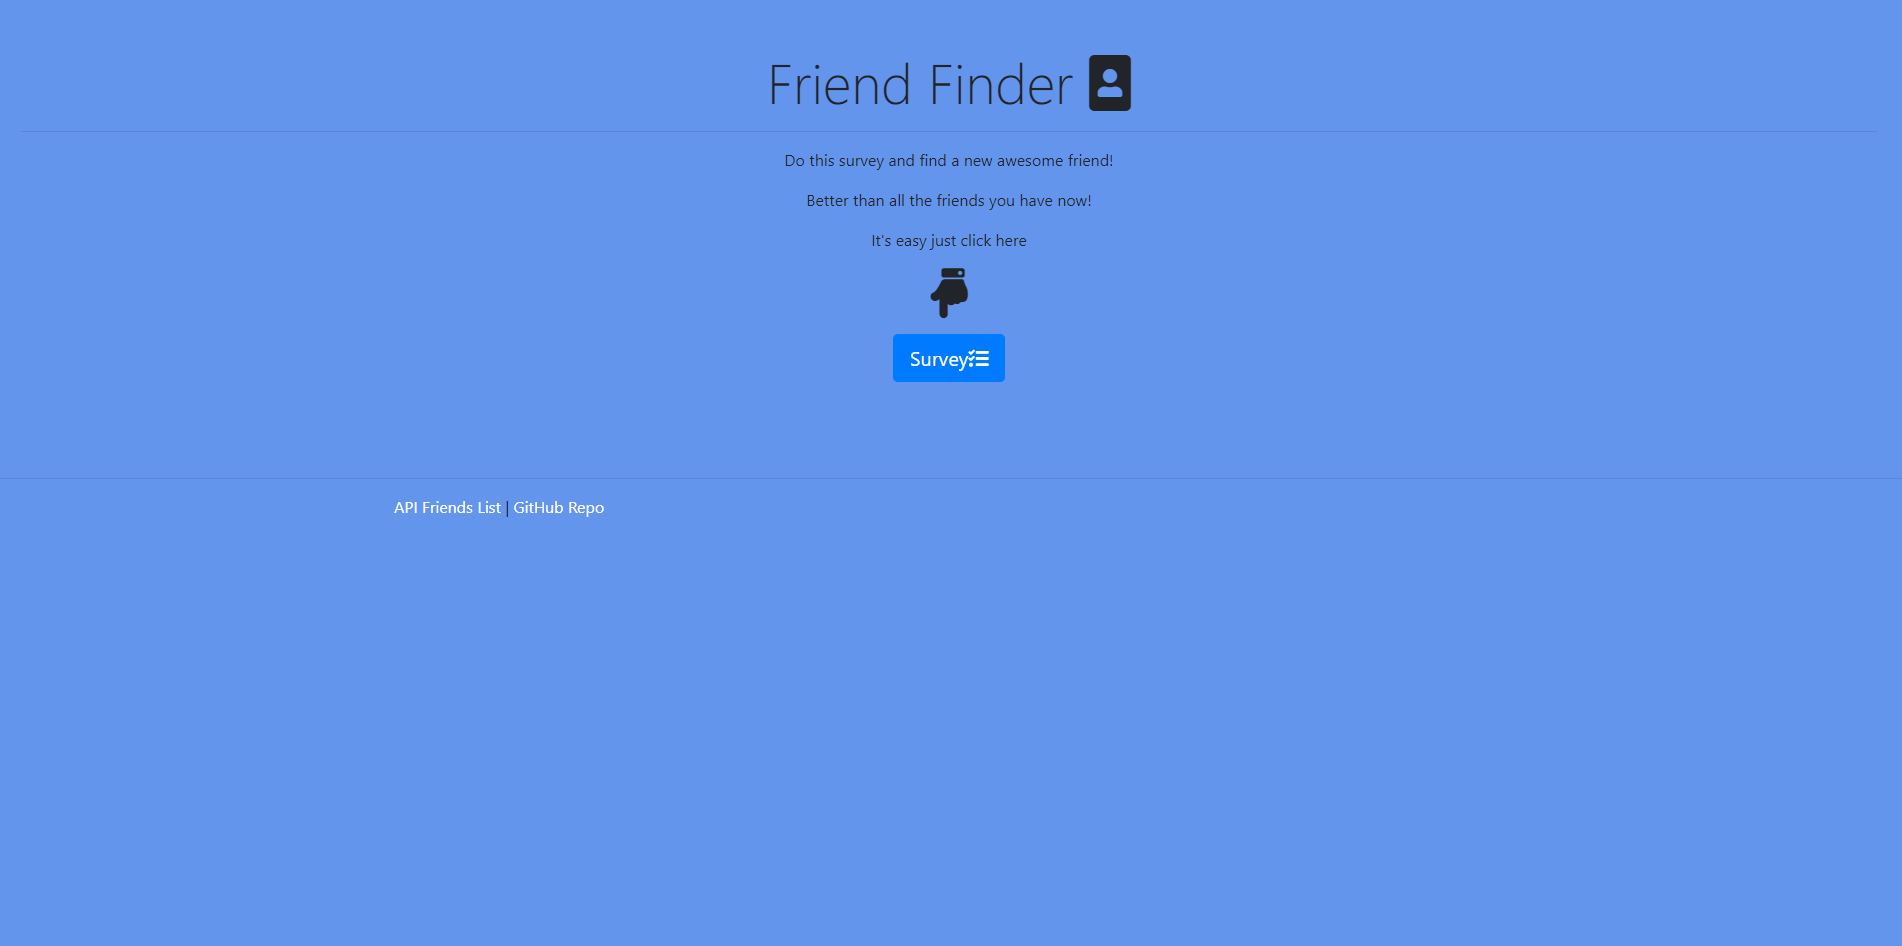 Friend Finder
Do this survey and find a new awesome friend!
Better than all the friends you have now!
It's easy just click here
Survey
API Friends List | GitHub Repo